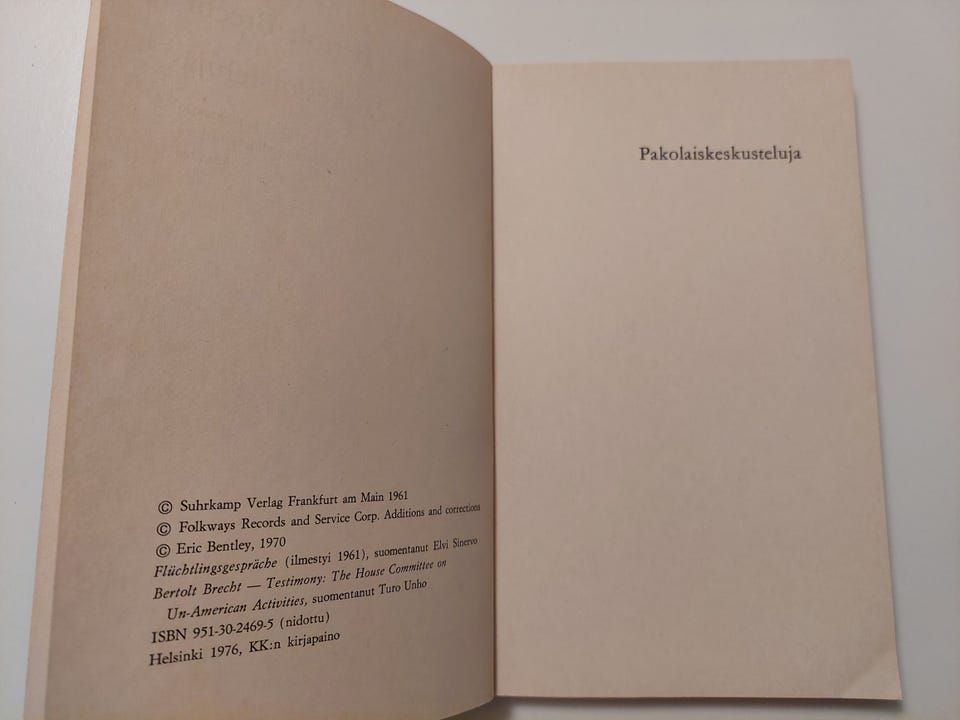 © Suhrkamp Verlag Frankfurt am Main 1961
© Folkways Records and Service Corp. Additions and corrections
© Eric Bentley, 1970
Flüchtlingsgespräche (ilmestyi 1961), suomentanut Elvi Sinervo
Bertolt Brecht — Testimony: The House Committee on
Un-American Activities, suomentanut Turo Unho
ISBN 951-30-2469-5 (nidottu)
Helsinki 1976, KK:n kirjapaino
Pakolaiskeskusteluja